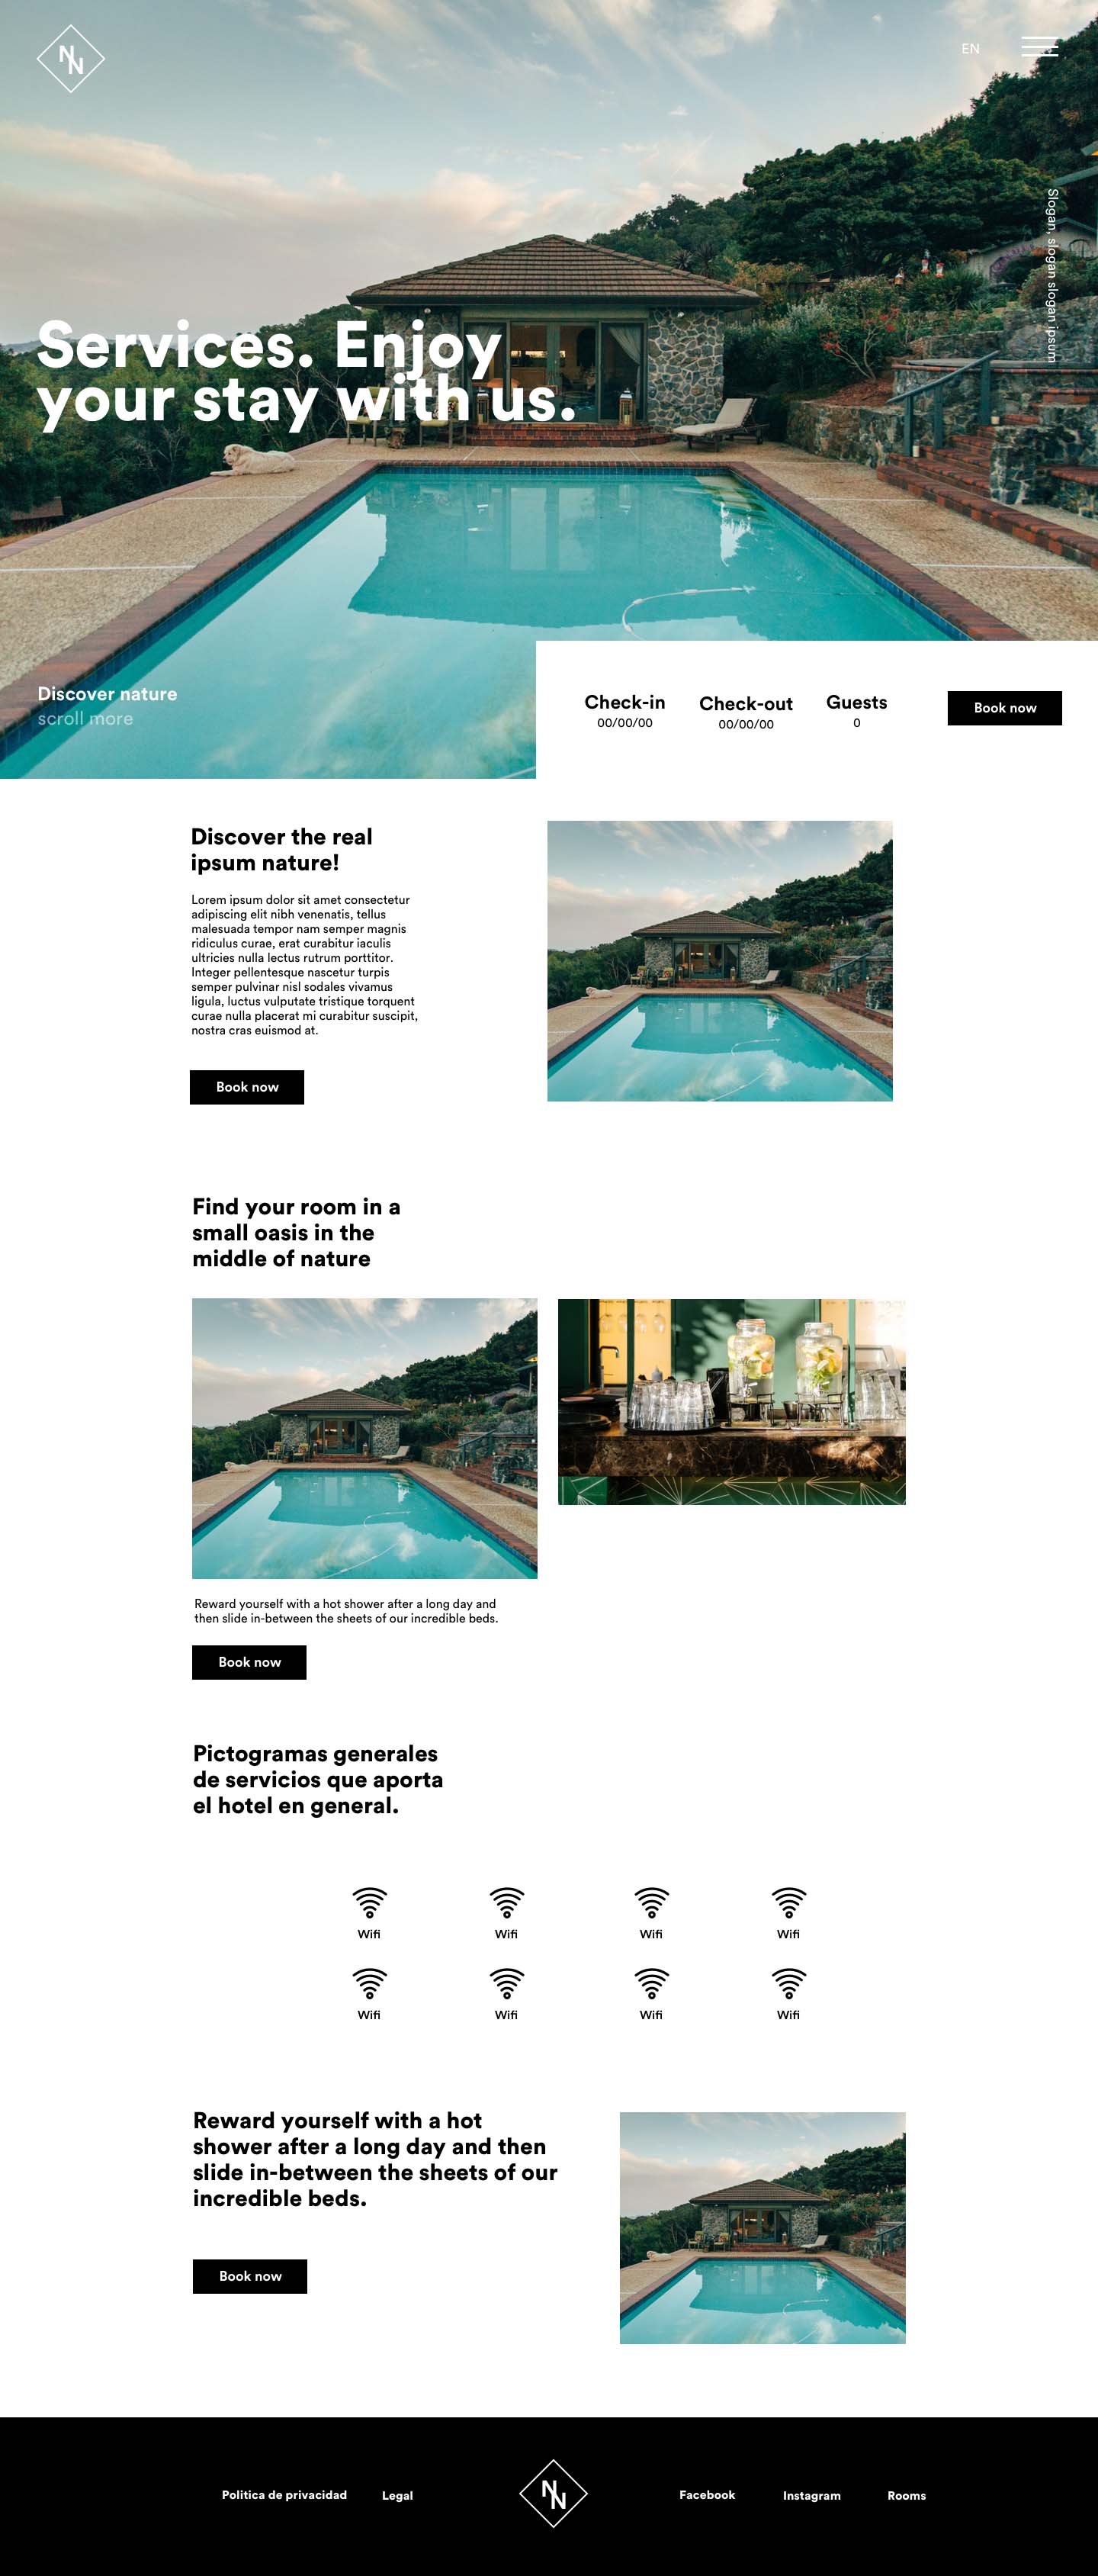 NN
EN
Slogan, slogan slogan ipsum
Services. Enjoy
your stay with us.
Discover nature
scroll more
Check-in
00/00/00
Check-out
00/00/00
Guests
0
Book now
Discover the real
ipsum nature!
Lorem ipsum dolor sit amet consectetur
adipiscing elit nibh venenatis, tellus
malesuada tempor nam semper magnis
ridiculus curae, erat curabitur iaculis
ultricies nulla lectus rutrum porttitor.
Integer pellentesque nascetur turpis
semper pulvinar nisl sodales vivamus
ligula, luctus vulputate tristique torquent
curae nulla placerat mi curabitur suscipit,
nostra cras euismod at.
Book now
Find your room in a
small oasis in the
middle of nature
Reward yourself with a hot shower after a long day and
then slide in-between the sheets of our incredible beds.
Book now
Pictogramas generales
de servicios que aporta
el hotel en general.
Wifi Wifi Wifi Wifi
Wifi Wifi Wifi Wifi
Reward yourself with a hot
shower after a long day and then
slide in-between the sheets of our
incredible beds.
Book now
Politica de privacidad Legal NN Facebook Instagram Rooms